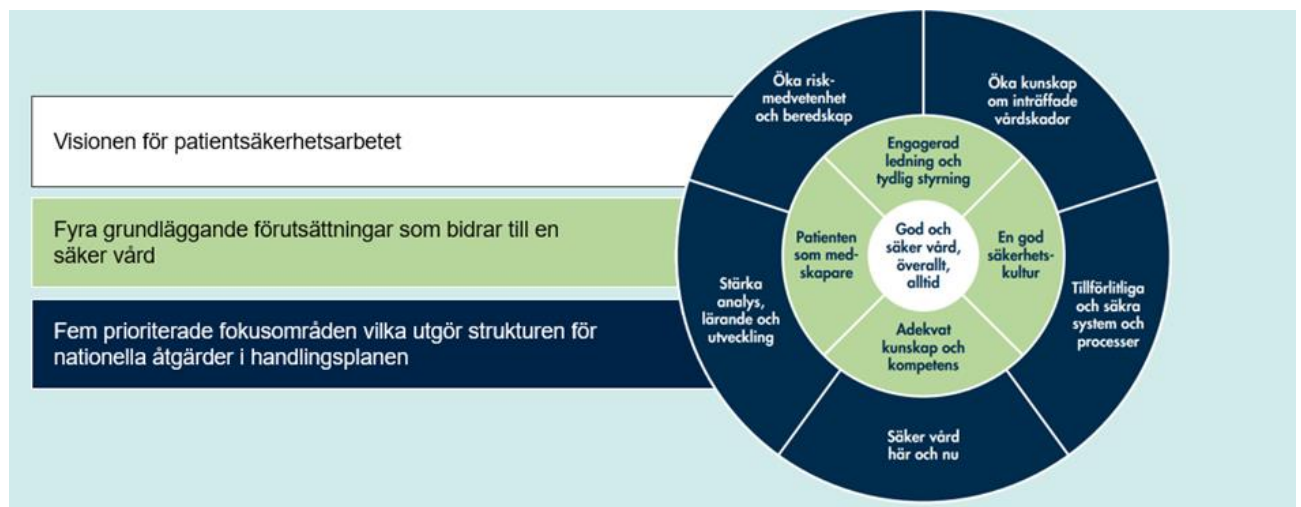 Visionen för patientsäkerhetsarbetet
Fyra grundläggande förutsättningar som bidrar till en
säker vård
Fem prioriterade fokusområden vilka utgör strukturen för
nationella åtgärder i handlingsplanen
Öka risk-
medvetenhet
och beredskap
Öka kunskap
om inträffade
vårdskador
Engagerad
ledning och
tydlig styrning
Patienten
som med-
skapare
God och
säker vård,
överallt,
alltid
En god
säkerhets-
kultur
Stärka
analys,
lärande och
utveckling
Tillförlitliga
och säkra
system och
processer
Adekvat
kunskap och
kompetens
Säker vård
här och nu